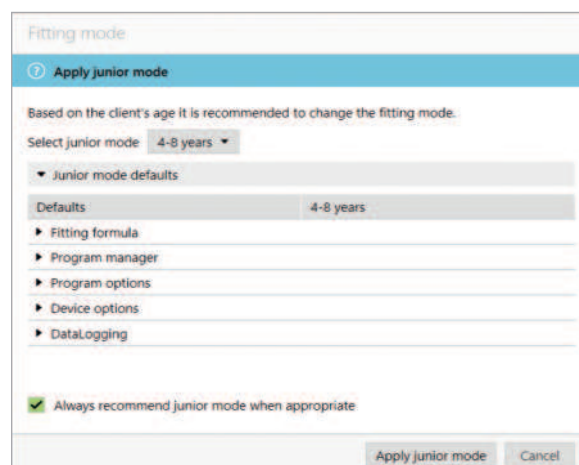 Fitting mode
? Apply junior mode
Based on the client's age it is recommended to change the fitting mode.
Select junior mode 4-8 years
Junior mode defaults
Defaults 4-8 years
Fitting formula
Program manager
Program options
Device options
DataLogging
Always recommend junior mode when appropriate
Apply junior mode Cancel